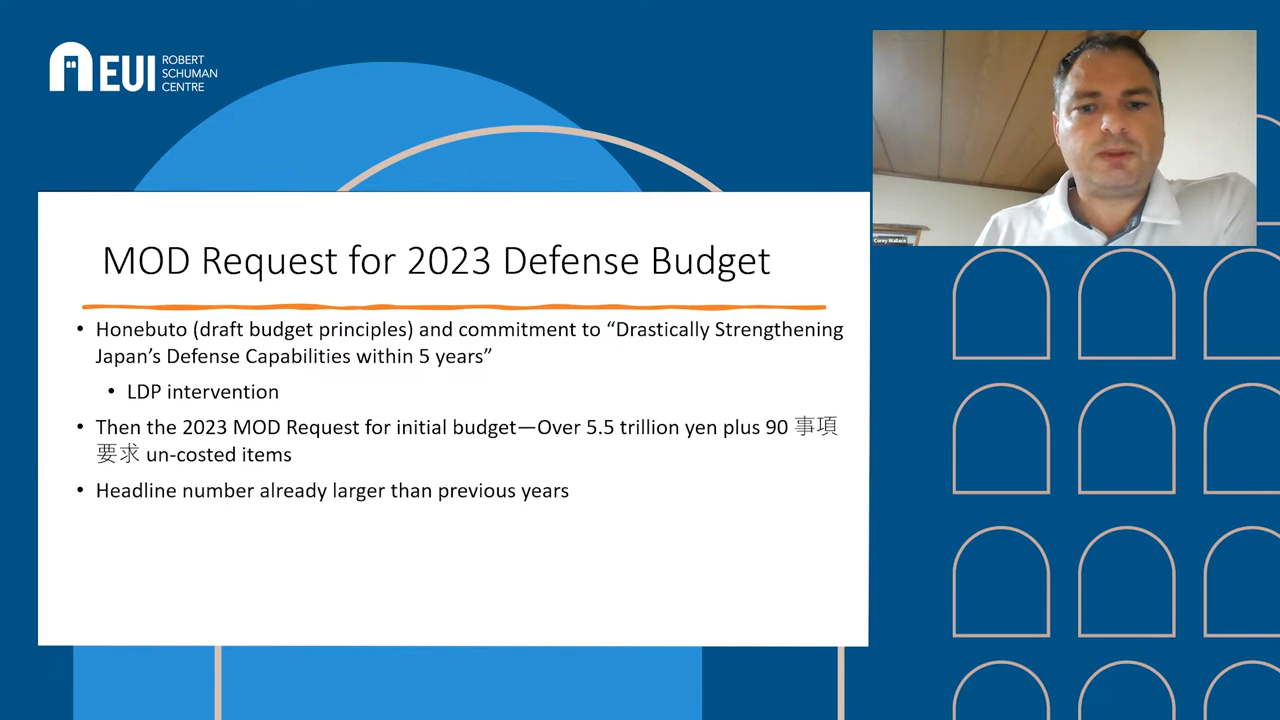 EUI
ROBERT
SCHUMAN
CENTRE
Corey Wallace
MOD Request for 2023 Defense Budget
• Honebuto (draft budget principles) and commitment to “Drastically Strengthening
Japan’s Defense Capabilities within 5 years”
• LDP intervention
• Then the 2023 MOD Request for initial budget—Over 5.5 trillion yen plus 90 事項
要求 un-costed items
• Headline number already larger than previous years